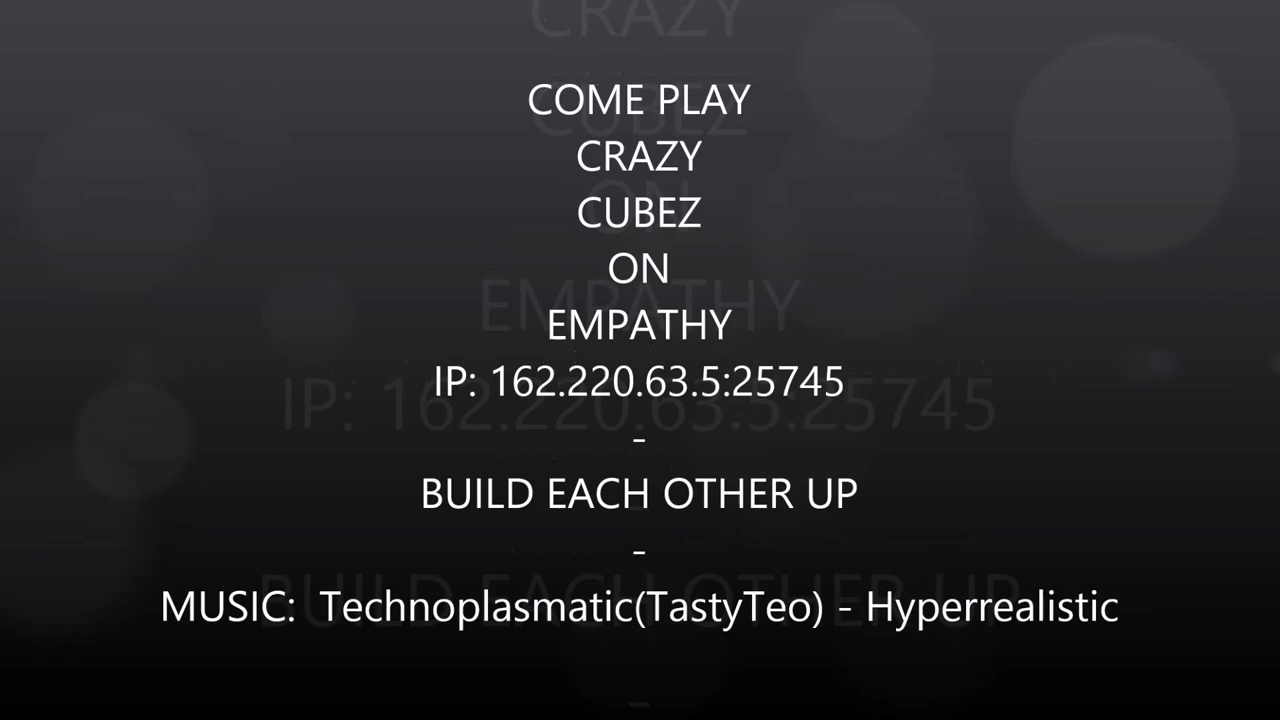 COME PLAY
CRAZY
CUBEZ
ON
EMPATHY
IP: 162.220.63.5:25745
-
BUILD EACH OTHER UP
-
MUSIC:  Technoplasmatic(TastyTeo) - Hyperrealistic